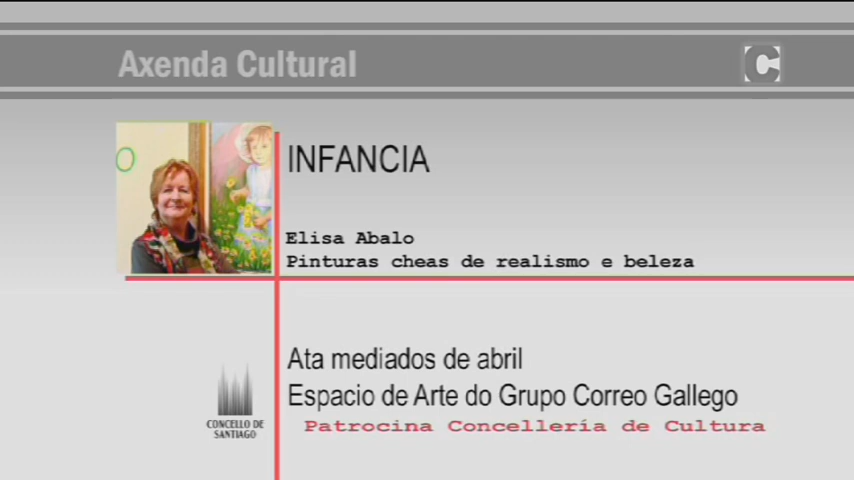 Axenda Cultural
C
INFANCIA
Elisa Abalo
Pinturas cheas de realismo e beleza
Ata mediados de abril
Espacio de Arte do Grupo Correo Gallego
Patrocina Concellería de Cultura
CONCELLO DE
SANTIAGO